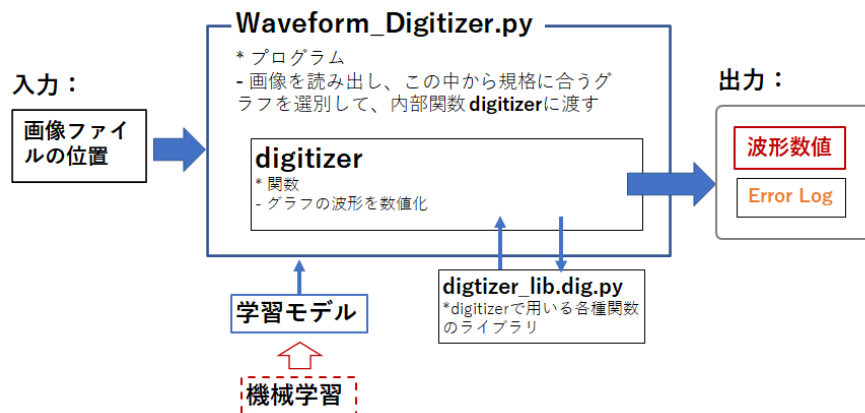 Waveform_Digitizer.py
* プログラム
- 画像を読み出し、この中から規格に合うグ
ラフを選別して、内部関数 digitizerに渡す
入力：
画像ファイ
ルの位置
digitizer
* 関数
- グラフの波形を数値化
出力：
波形数値
Error Log
digtizer_lib.dig.py
*digitizerで用いる各種関数
のライブラリ
学習モデル
機械学習